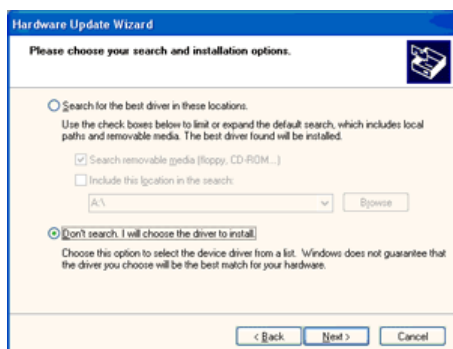 Hardware Update Wizard
Please choose your search and installation options.
Search for the best driver in these locations.
Use the check boxes below to limit or expand the default search, which includes local
paths and removable media. The best driver found will be installed.
Search removable media (floppy, CD-ROM...)
Include this location in the search:
A:\
Browse
Don't search. I will choose the driver to install.
Choose this option to select the device driver from a list. Windows does not guarantee that
the driver you choose will be the best match for your hardware.
< Back Next > Cancel